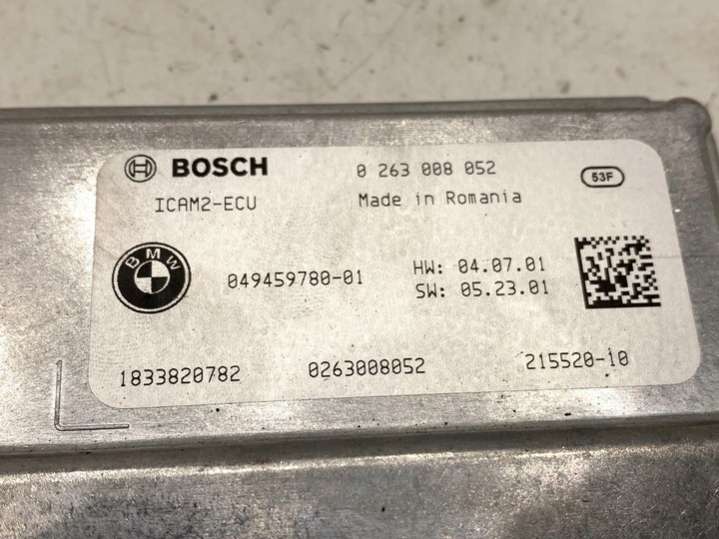 BOSCH 0 263 008 052 53F
ICAM2-ECU Made in Romania
BMW 049459780-01 HW: 04.07.01
SW: 05.23.01
1833820782 0263008052 215520-10